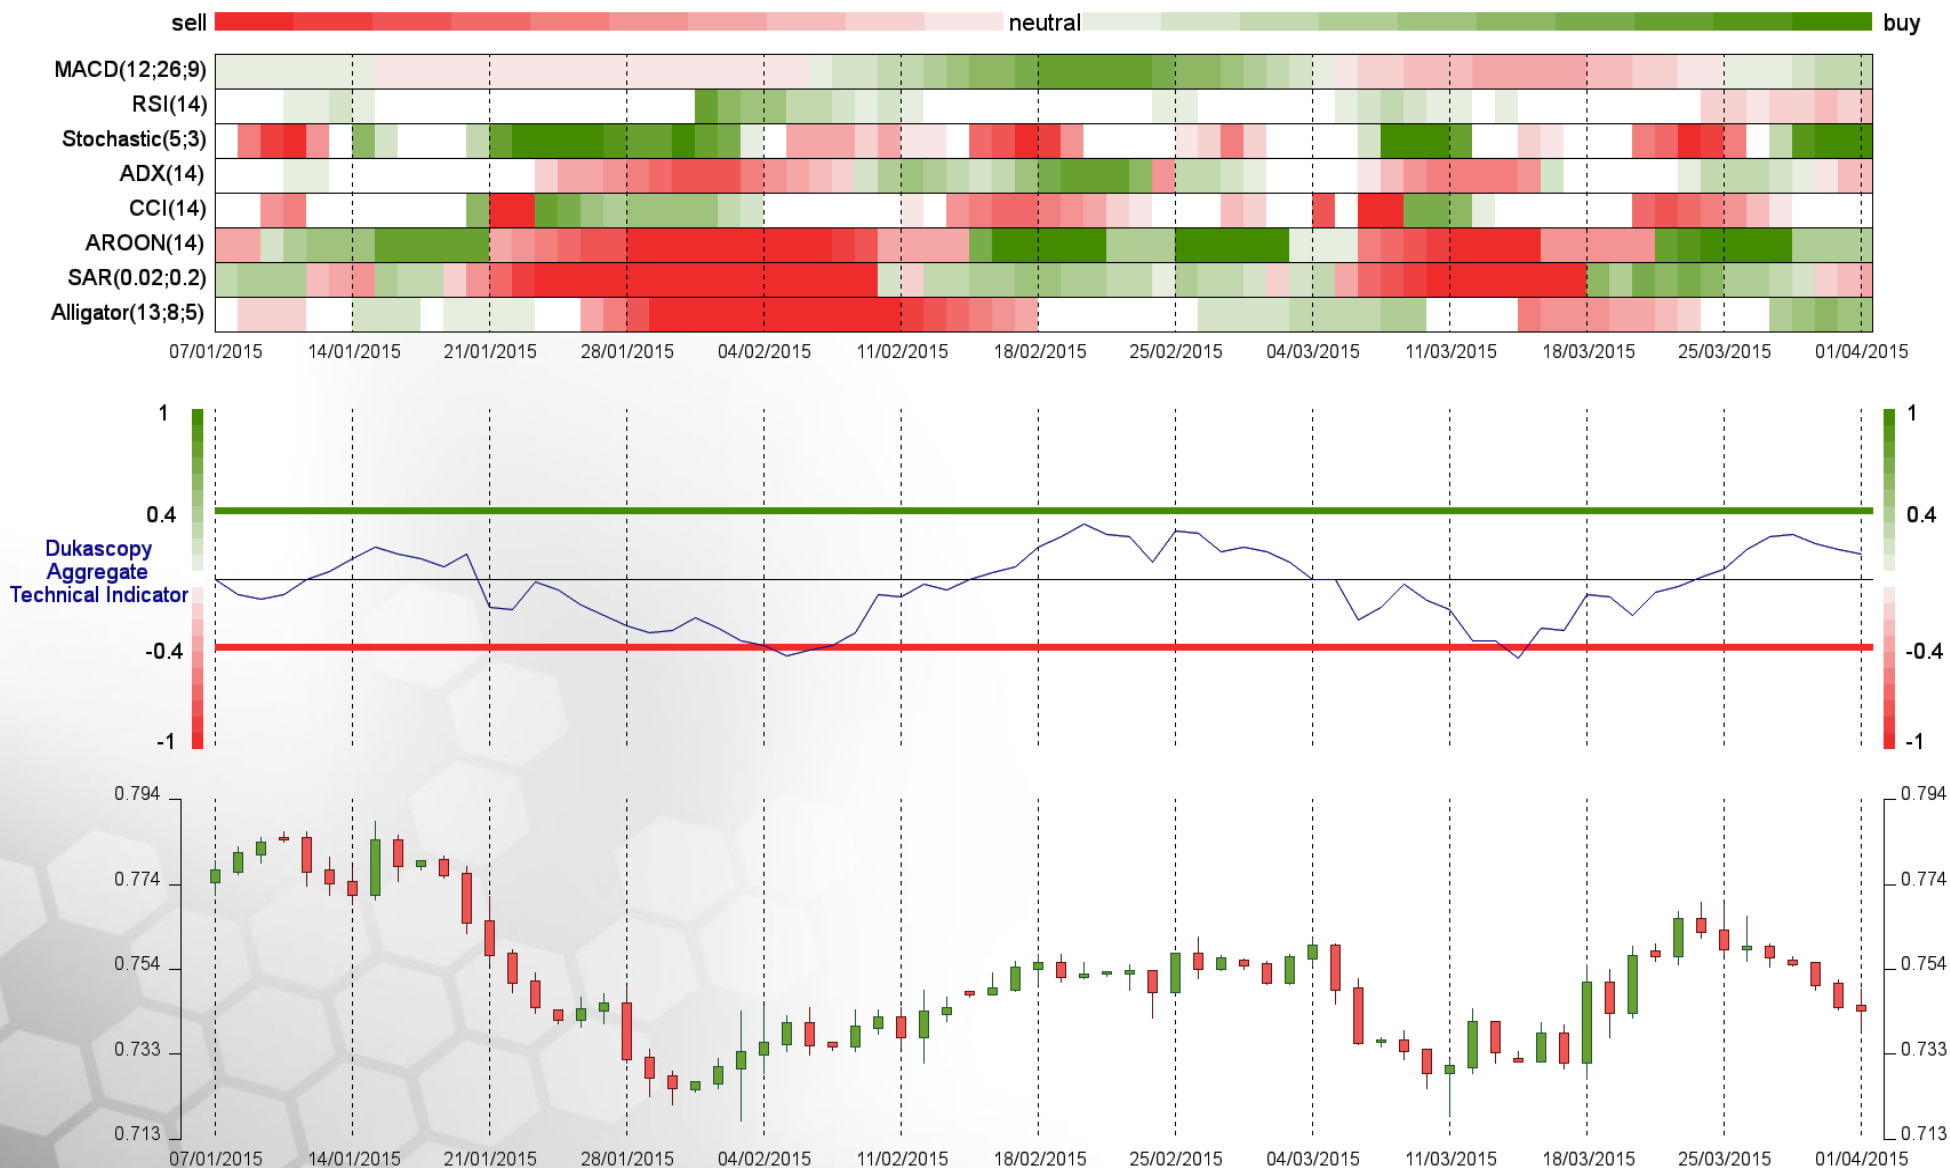 sell neutral buy
MACD(12;26;9)
RSI(14)
Stochastic(5;3)
ADX(14)
CCI(14)
AROON(14)
SAR(0.02;0.2)
Alligator(13;8;5)
07/01/2015 14/01/2015 21/01/2015 28/01/2015 04/02/2015 11/02/2015 18/02/2015 25/02/2015 04/03/2015 11/03/2015 18/03/2015 25/03/2015 01/04/2015
1 1
0.4 0.4
Dukascopy
Aggregate
Technical Indicator
-0.4 -0.4
-1 -1
0.794 0.794
0.774 0.774
0.754 0.754
0.733 0.733
0.713 0.713
07/01/2015 14/01/2015 21/01/2015 28/01/2015 04/02/2015 11/02/2015 18/02/2015 25/02/2015 04/03/2015 11/03/2015 18/03/2015 25/03/2015 01/04/2015